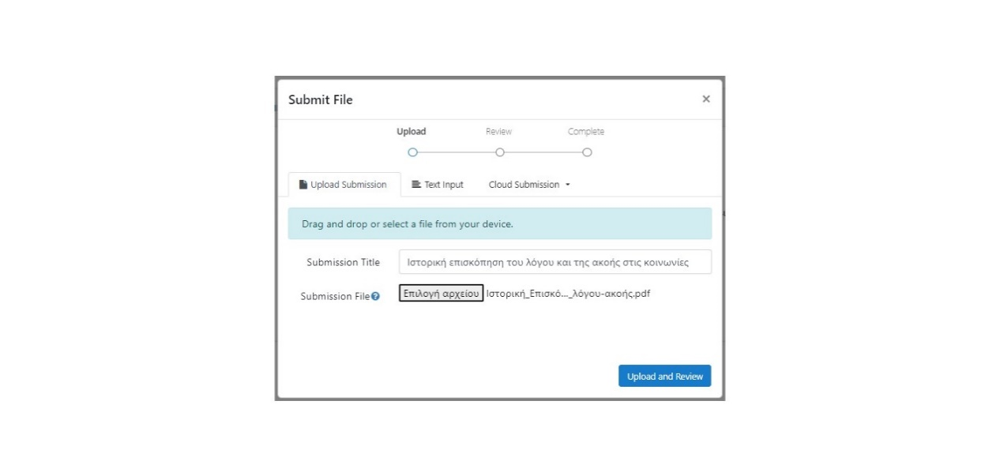 Submit File ×
Upload Review Complete
Upload Submission Text Input Cloud Submission
Drag and drop or select a file from your device.
Submission Title Ιστορική επισκόπηση του λόγου και της ακοής στις κοινωνίες
Submission File Επιλογή αρχείου Ιστορική_Επισκό..._λόγου-ακοής.pdf
Upload and Review